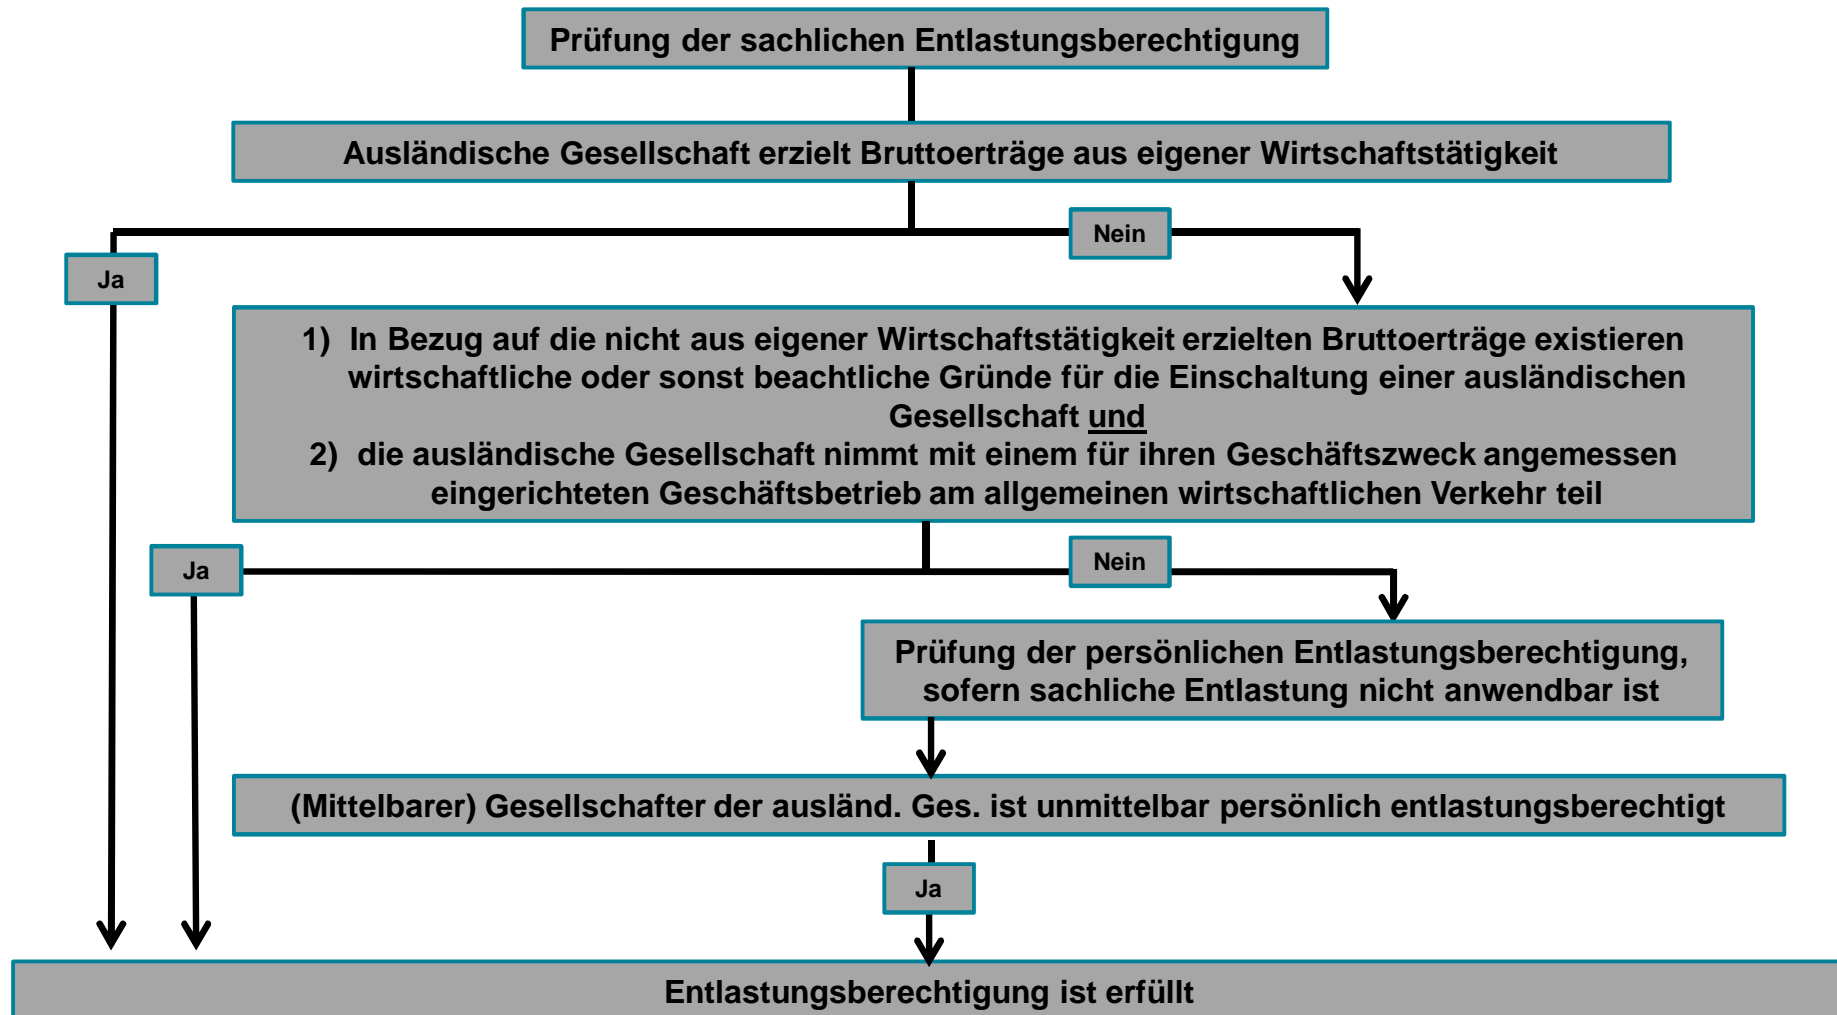 Prüfung der sachlichen Entlastungsberechtigung
Ausländische Gesellschaft erzielt Bruttoerträge aus eigener Wirtschaftstätigkeit
Nein
Ja
1) In Bezug auf die nicht aus eigener Wirtschaftstätigkeit erzielten Bruttoerträge existieren
wirtschaftliche oder sonst beachtliche Gründe für die Einschaltung einer ausländischen
Gesellschaft und
2) die ausländische Gesellschaft nimmt mit einem für ihren Geschäftszweck angemessen
eingerichteten Geschäftsbetrieb am allgemeinen wirtschaftlichen Verkehr teil
Ja
Nein
Prüfung der persönlichen Entlastungsberechtigung,
sofern sachliche Entlastung nicht anwendbar ist
(Mittelbarer) Gesellschafter der ausländ. Ges. ist unmittelbar persönlich entlastungsberechtigt
Ja
Entlastungsberechtigung ist erfüllt